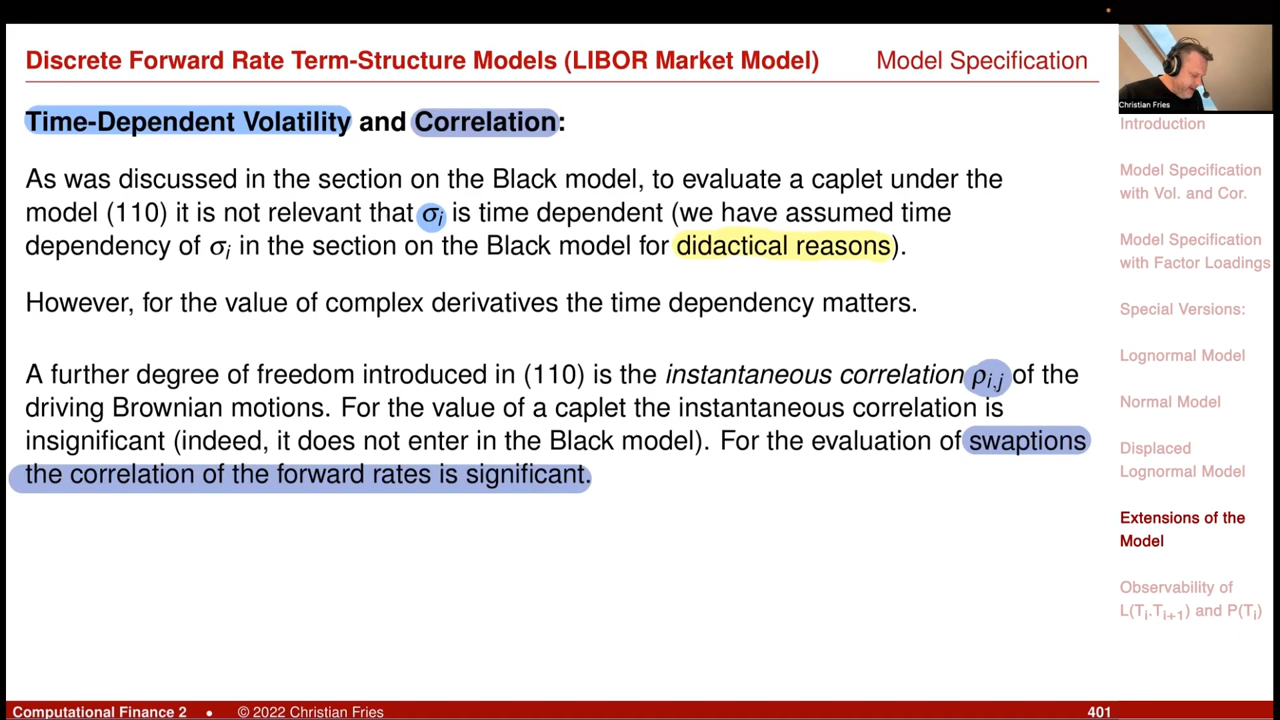 Discrete Forward Rate Term-Structure Models (LIBOR Market Model)
Model Specification
Christian Fries
Time-Dependent Volatility and Correlation:
As was discussed in the section on the Black model, to evaluate a caplet under the
model (110) it is not relevant that σi is time dependent (we have assumed time
dependency of σi in the section on the Black model for didactical reasons).
However, for the value of complex derivatives the time dependency matters.
A further degree of freedom introduced in (110) is the instantaneous correlation ρi,j of the
driving Brownian motions. For the value of a caplet the instantaneous correlation is
insignificant (indeed, it does not enter in the Black model). For the evaluation of swaptions
the correlation of the forward rates is significant.
Introduction
Model Specification
with Vol. and Cor.
Model Specification
with Factor Loadings
Special Versions:
Lognormal Model
Normal Model
Displaced
Lognormal Model
Extensions of the
Model
Observability of
L(Ti.Ti+1) and P(Ti)
Computational Finance 2 • © 2022 Christian Fries
401